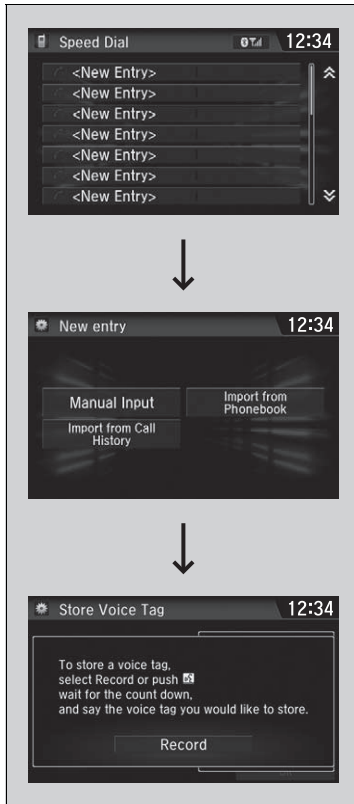 Speed Dial 12:34
<New Entry>
<New Entry>
<New Entry>
<New Entry>
<New Entry>
<New Entry>
<New Entry>
New entry 12:34
Manual Input
Import from
Phonebook
Import from Call
History
Store Voice Tag 12:34
To store a voice tag,
select Record or push
wait for the count down,
and say the voice tag you would like to store.
Record